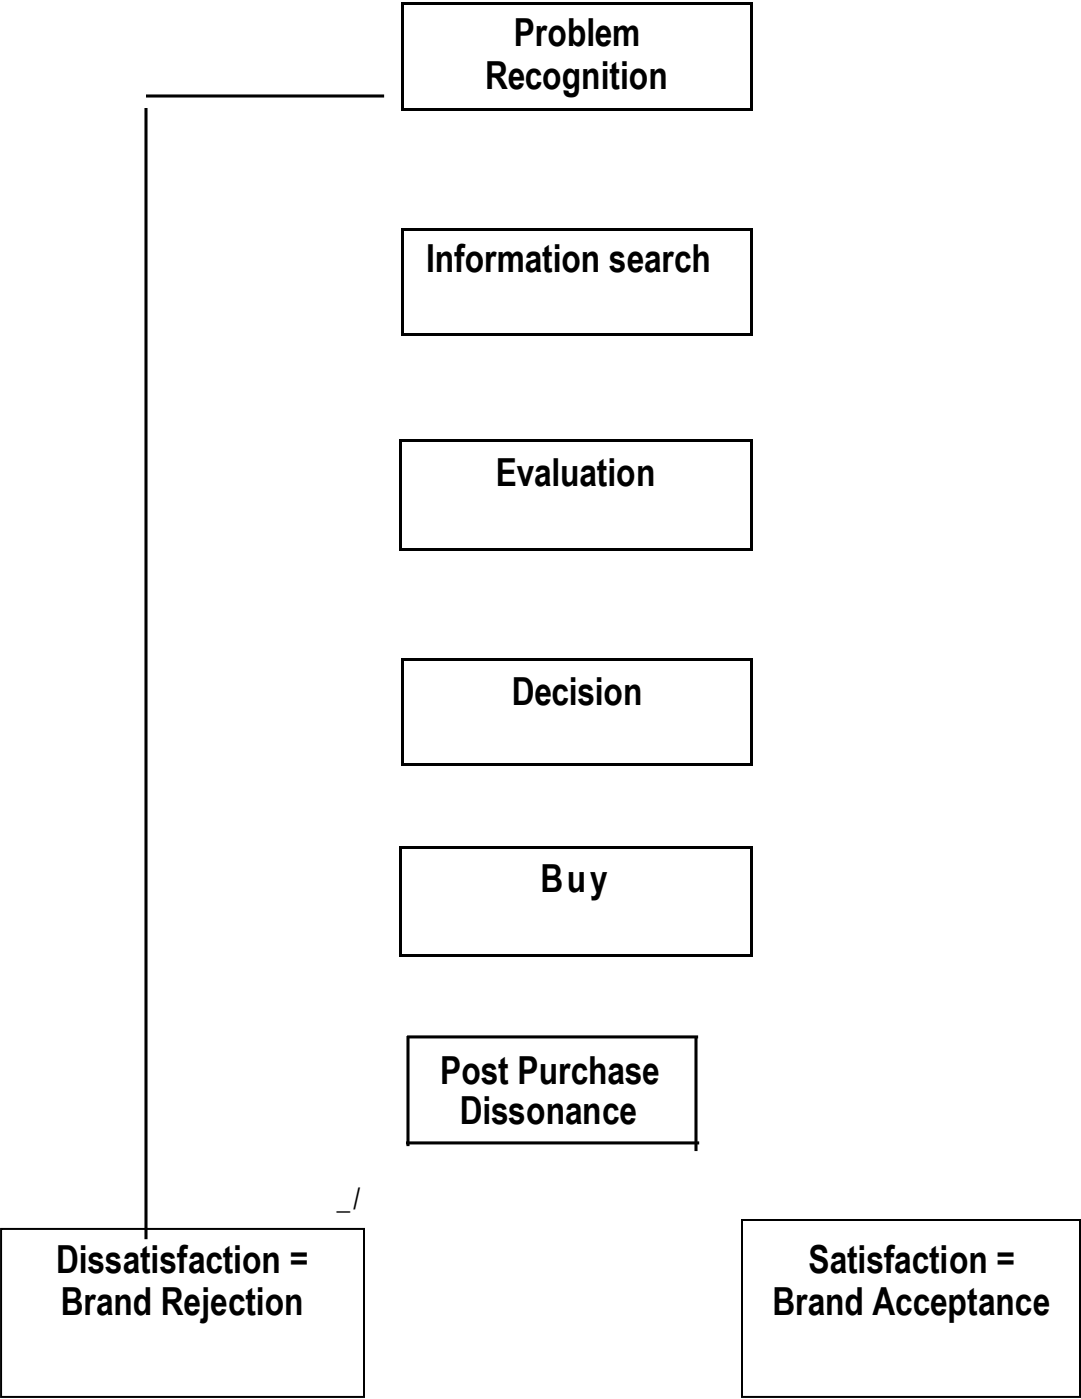 Problem
Recognition
Information search
Evaluation
Decision
Buy
Post Purchase
Dissonance
_/
Dissatisfaction =
Brand Rejection
Satisfaction =
Brand Acceptance